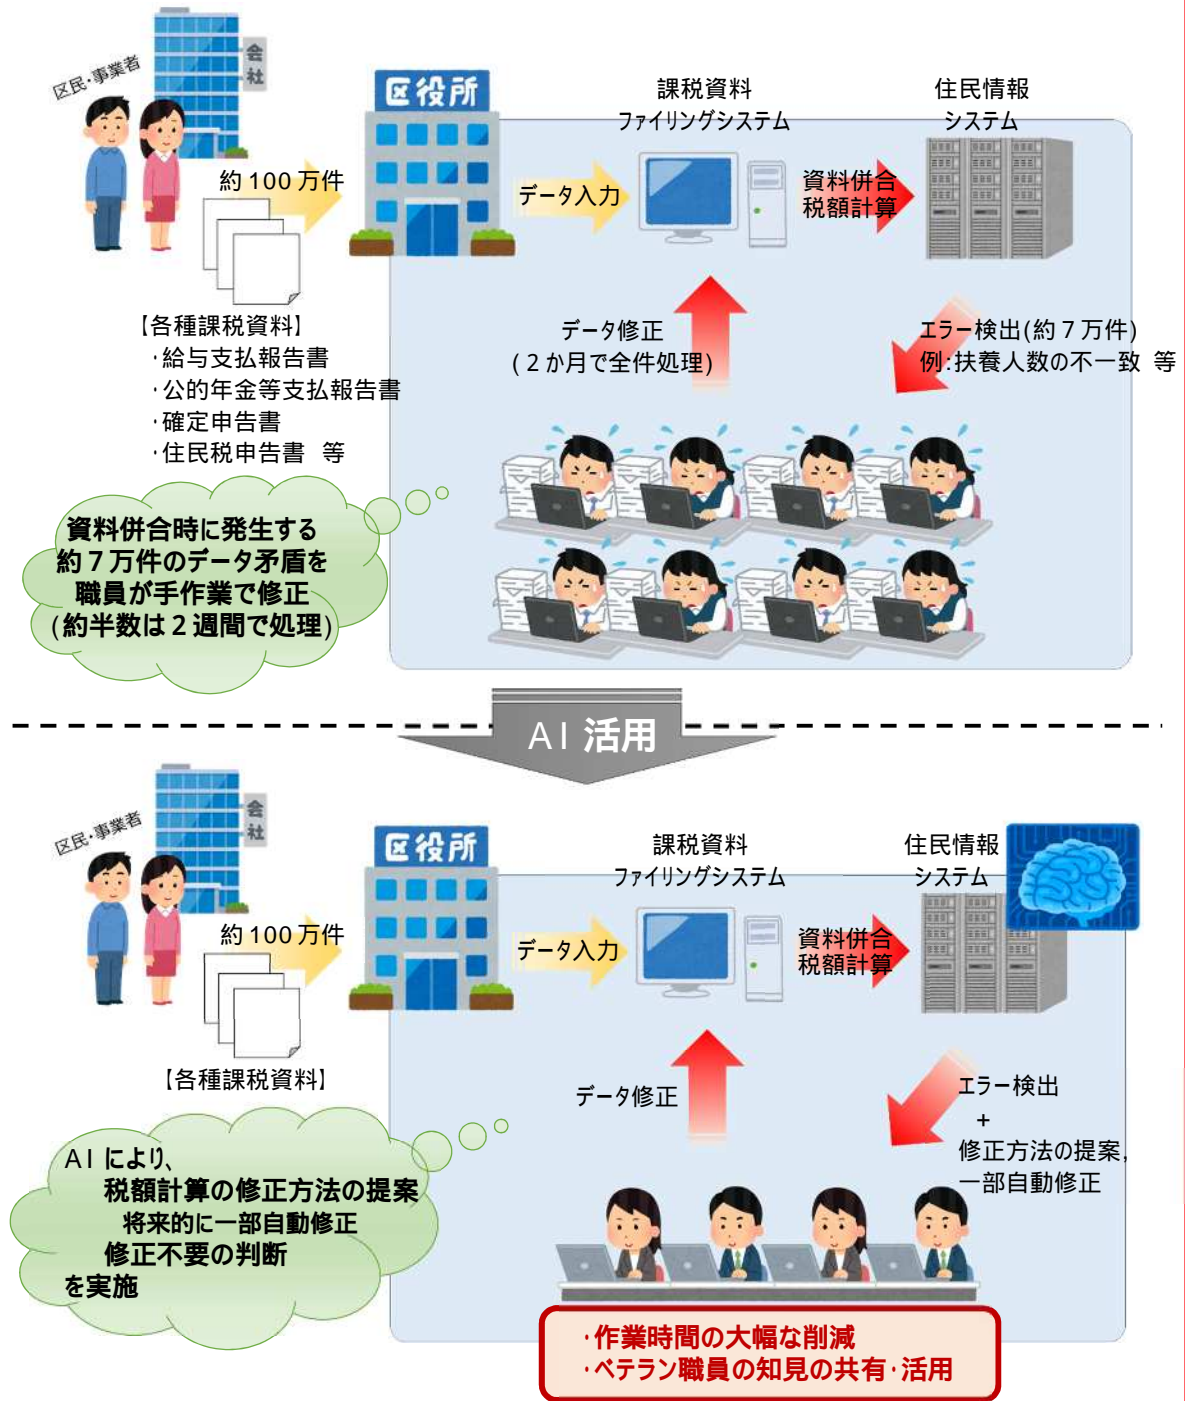 区民・事業者
会社
区役所
課税資料
ファイリングシステム
住民情報
システム
約100万件
データ入力
資料併合
税額計算
【各種課税資料】
・給与支払報告書
・公的年金等支払報告書
・確定申告書
・住民税申告書 等
データ修正
(2か月で全件処理)
エラー検出(約7万件)
例:扶養人数の不一致 等
資料併合時に発生する
約7万件のデータ矛盾を
職員が手作業で修正
(約半数は2週間で処理)
AI 活用
区民・事業者
会社
区役所
課税資料
ファイリングシステム
住民情報
システム
約100万件
データ入力
資料併合
税額計算
【各種課税資料】
データ修正
エラー検出
+
修正方法の提案,
一部自動修正
AIにより、
税額計算の修正方法の提案
将来的に一部自動修正
修正不要の判断
を実施
・作業時間の大幅な削減
・ベテラン職員の知見の共有・活用